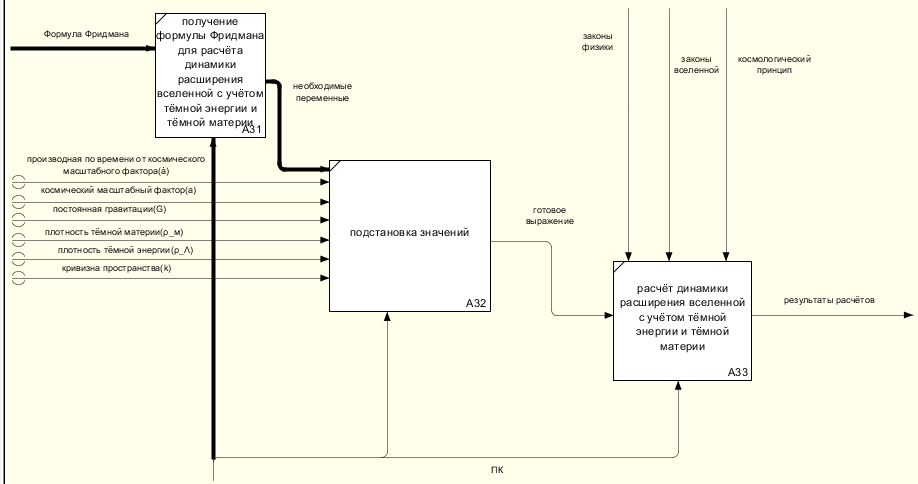 Формула Фридмана
получение
формулы Фридмана
для расчёта
динамики
расширения
вселенной с учётом
тёмной энергии и
тёмной материи
A31
необходимые
переменные
законы
физики
законы
вселенной
космологический
принцип
производная по времени от космического
масштабного фактора(ȧ)
космический масштабный фактор(a)
постоянная гравитации(G)
плотность тёмной материи(ρ_м)
плотность тёмной энергии(ρ_Λ)
кривизна пространства(k)
подстановка значений
A32
готовое
выражение
расчёт динамики
расширения вселенной
с учётом тёмной
энергии и тёмной
материи
A33
результаты расчётов
ПК